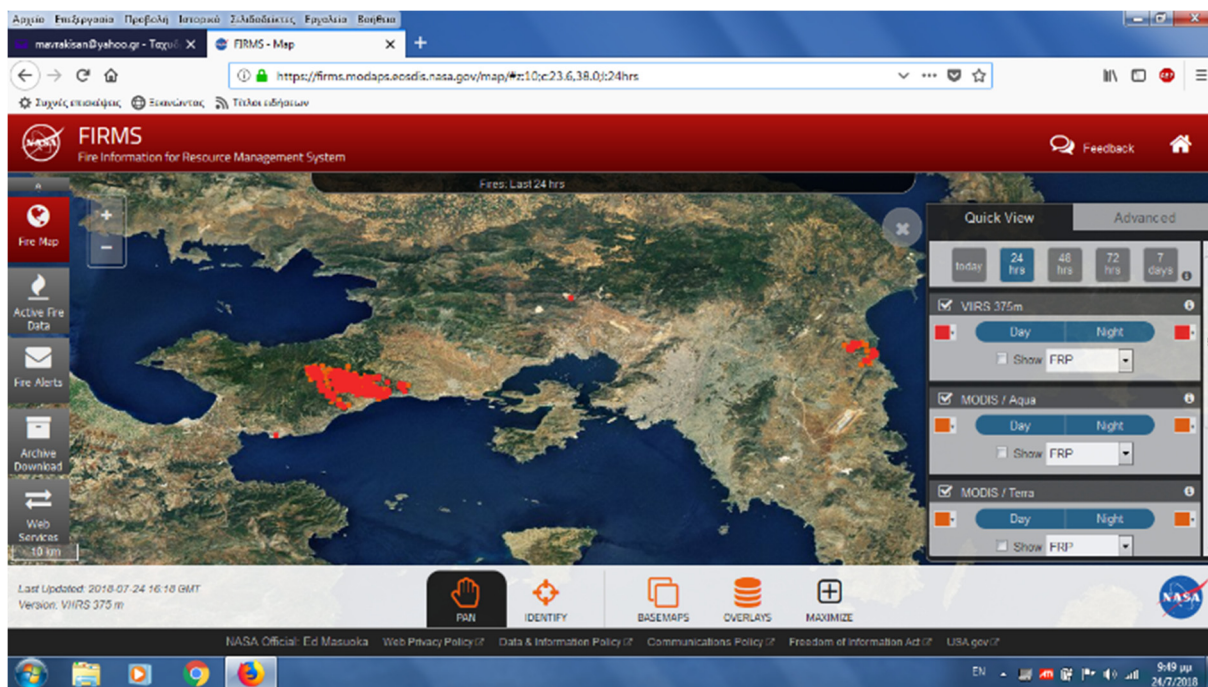 Αρχείο Επεξεργασία Προβολή Ιστορικό Σελιδοδείκτες Εργαλεία Βοήθεια
mavrakisan@yahoo.gr - Ταχυδ
FIRMS - Map
https://firms.modaps.eosdis.nasa.gov/map/#z:10;c:23.6,38.0;t:24hrs
Συχνές επισκέψεις Ξεκινώντας Τίτλοι ειδήσεων
NASA
FIRMS
Fire Information for Resource Management System
Feedback
Fires: Last 24 hrs
Fire Map
Active Fire
Data
Fire Alerts
Archive
Download
Web
Services
10 km
Quick View Advanced
today 24 hrs 48 hrs 72 hrs 7 days
VIIRS 375m
Day Night
Show FRP
MODIS / Aqua
Day Night
Show FRP
MODIS / Terra
Day Night
Show FRP
Last Updated: 2018-07-24 16:18 GMT
Version: VIIRS 375 m
PAN IDENTIFY BASEMAPS OVERLAYS MAXIMIZE
NASA
NASA Official: Ed Masuoka Web Privacy Policy Data & Information Policy Communications Policy Freedom of Information Act USA.gov
EN
9:49 μμ
24/7/2018